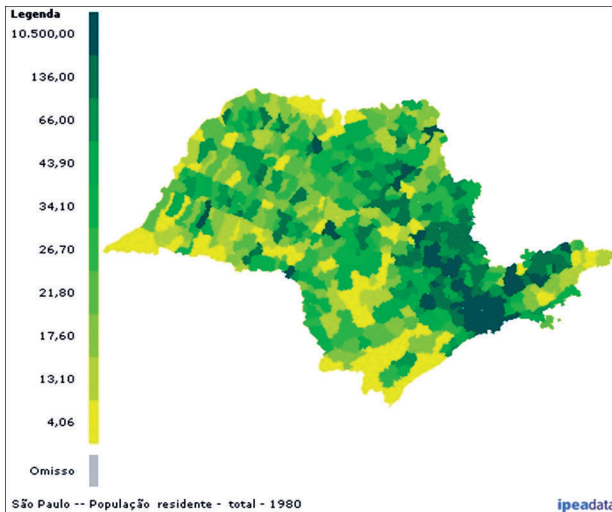 Legenda
10.500,00
136,00
66,00
43,90
34,10
26,70
21,80
17,60
13,10
4,06
Omisso
São Paulo -- População residente - total - 1980
ipeadata